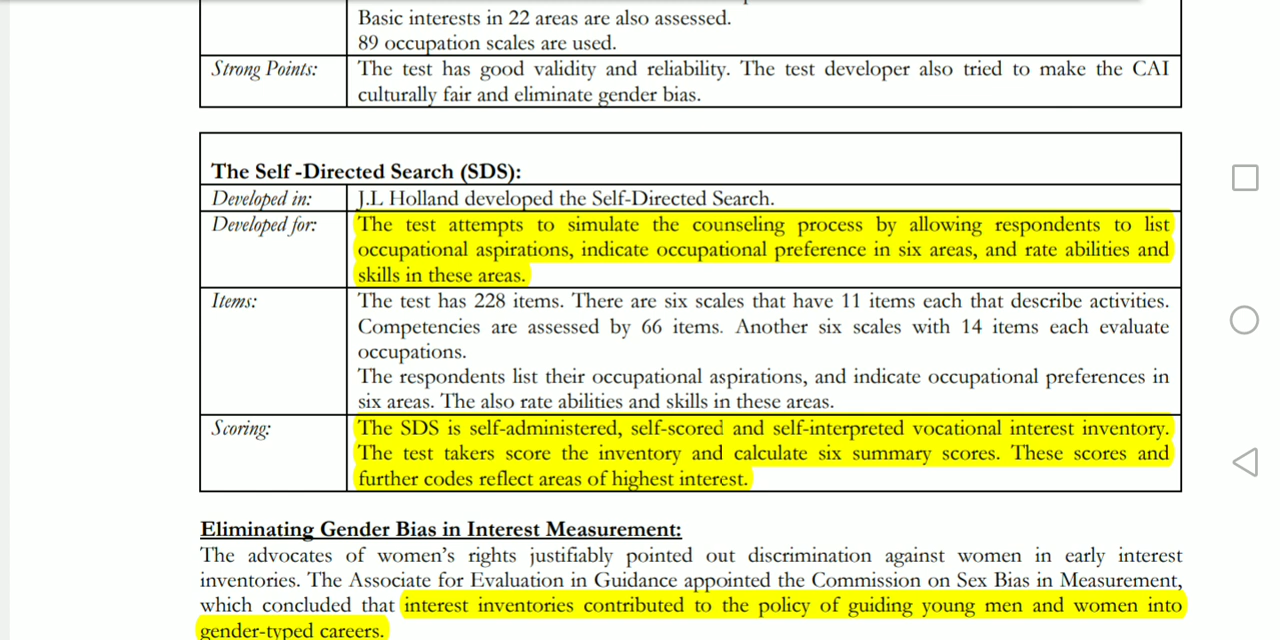 Basic interests in 22 areas are also assessed.
89 occupation scales are used.
Strong Points: The test has good validity and reliability. The test developer also tried to make the CAI
culturally fair and eliminate gender bias.
The Self -Directed Search (SDS):
Developed in: J.L Holland developed the Self-Directed Search.
Developed for: The test attempts to simulate the counseling process by allowing respondents to list
occupational aspirations, indicate occupational preference in six areas, and rate abilities and
skills in these areas.
Items: The test has 228 items. There are six scales that have 11 items each that describe activities.
Competencies are assessed by 66 items. Another six scales with 14 items each evaluate
occupations.
The respondents list their occupational aspirations, and indicate occupational preferences in
six areas. The also rate abilities and skills in these areas.
Scoring: The SDS is self-administered, self-scored and self-interpreted vocational interest inventory.
The test takers score the inventory and calculate six summary scores. These scores and
further codes reflect areas of highest interest.
Eliminating Gender Bias in Interest Measurement:
The advocates of women's rights justifiably pointed out discrimination against women in early interest
inventories. The Associate for Evaluation in Guidance appointed the Commission on Sex Bias in Measurement,
which concluded that interest inventories contributed to the policy of guiding young men and women into
gender-typed careers.